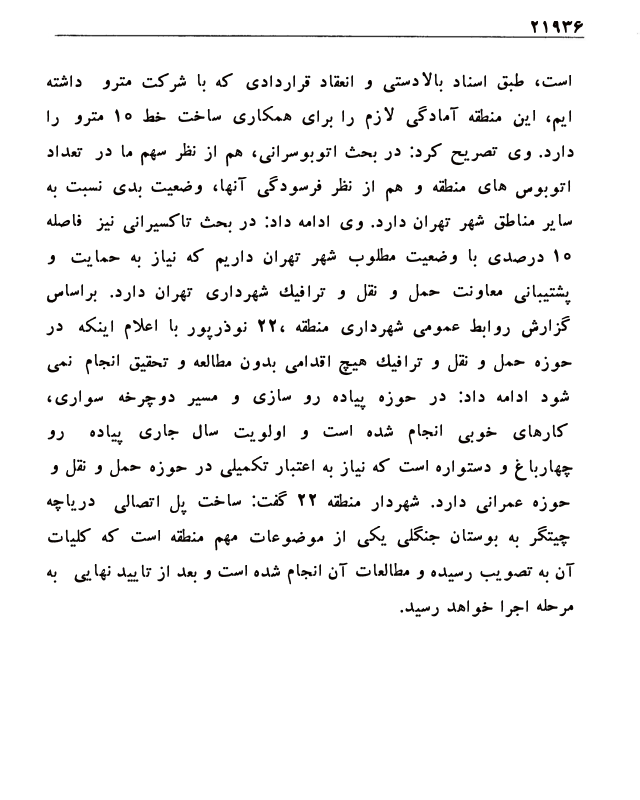 ۲۱۹۳۶
است، طبق اسناد بالادستی و انعقاد قراردادی که با شرکت مترو داشته
ایم، این منطقه آمادگی لازم را برای همکاری ساخت خط ۱۰ مترو را
دارد. وی تصریح کرد: در بحث اتوبوسرانی، هم از نظر سهم ما در تعداد
اتوبوس های منطقه و هم از نظر فرسودگی آنها، وضعیت بدی نسبت به
سایر مناطق شهر تهران دارد. وی ادامه داد: در بحث تاکسیرانی نیز فاصله
۱۰ درصدی با وضعیت مطلوب شهر تهران داریم که نیاز به حمایت و
پشتیبانی معاونت حمل و نقل و ترافیک شهرداری تهران دارد. براساس
گزارش روابط عمومی شهرداری منطقه ،۲۲ نوذرپور با اعلام اینکه در
حوزه حمل و نقل و ترافیک هیچ اقدامی بدون مطالعه و تحقیق انجام نمی
شود ادامه داد: در حوزه پیاده رو سازی و مسیر دوچرخه سواری،
کارهای خوبی انجام شده است و اولویت سال جاری پیاده رو
چهارباغ و دستواره است که نیاز به اعتبار تکمیلی در حوزه حمل و نقل و
حوزه عمرانی دارد. شهردار منطقه ۲۲ گفت: ساخت پل اتصالی دریاچه
چیتگر به بوستان جنگلی یکی از موضوعات مهم منطقه است که کلیات
آن به تصویب رسیده و مطالعات آن انجام شده است و بعد از تایید نهایی به
مرحله اجرا خواهد رسید.